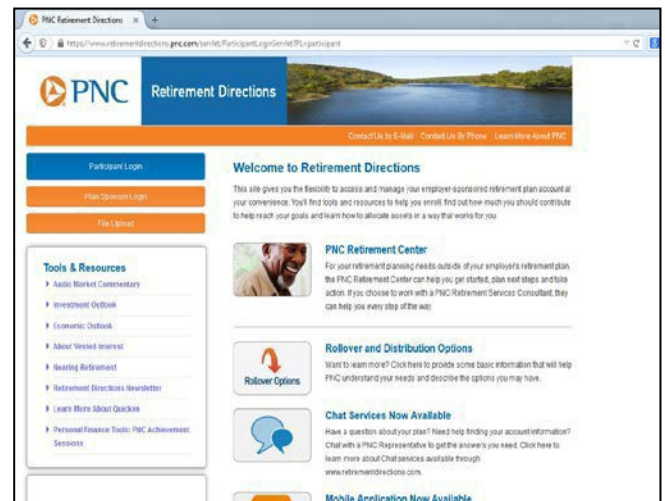 PNC Retirement Directions
https://www.retirementdirections.pnc.com/servlet/ParticipantLoginServlet?PL=participant
PNC
Retirement Directions
Contact Us by E-Mail Contact Us By Phone Learn More About PNC
Participant Login
Plan Sponsor Login
File Upload
Tools & Resources
Audio Market Commentary
Investment Outlook
Economic Outlook
About Vested Interest
Nearing Retirement
Retirement Directions Newsletter
Learn More About Quicken
Personal Finance Tools: PNC Achievement
Sessions
Welcome to Retirement Directions
This site gives you the flexibility to access and manage your employer-sponsored retirement plan account at
your convenience. You'll find tools and resources to help you enroll, find out how much you should contribute
to help reach your goals and learn how to allocate assets in a way that works for you.
PNC Retirement Center
For your retirement planning needs outside of your employer's retirement plan,
the PNC Retirement Center can help you get started, plan next steps and take
action. If you choose to work with a PNC Retirement Services Consultant, they
can help you every step of the way.
Rollover Options
Rollover and Distribution Options
Want to learn more? Click here to provide some basic information that will help
PNC understand your needs and describe the options you may have.
Chat Services Now Available
Have a question about your plan? Need help finding your account information?
Chat with a PNC Representative to get the answers you need. Click here to
learn more about Chat services available through
www.retirementdirections.com.
Mobile Application Now Available